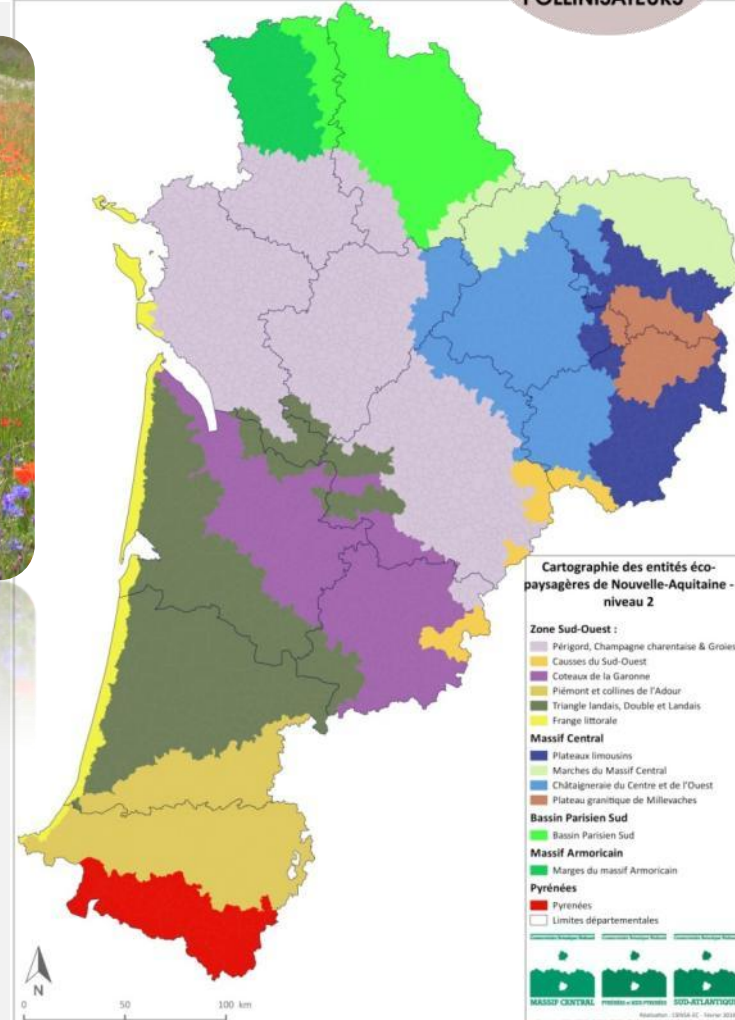 POLLINISATEURS
Cartographie des entités éco-
paysagères de Nouvelle-Aquitaine -
niveau 2
Zone Sud-Ouest :
Périgord, Champagne charentaise & Groies
Causses du Sud-Ouest
Coteaux de la Garonne
Piémont et collines de l'Adour
Triangle landais, Double et Landais
Frange littorale
Massif Central
Plateaux limousins
Marches du Massif Central
Châtaigneraie du Centre et de l'Ouest
Plateau granitique de Millevaches
Bassin Parisien Sud
Bassin Parisien Sud
Massif Armoricain
Marges du massif Armoricain
Pyrénées
Pyrénées
Limites départementales
N
0 50 100 km
MASSIF CENTRAL
PYRÉNÉES et MIDI-PYRÉNÉES
SUD-ATLANTIQUE